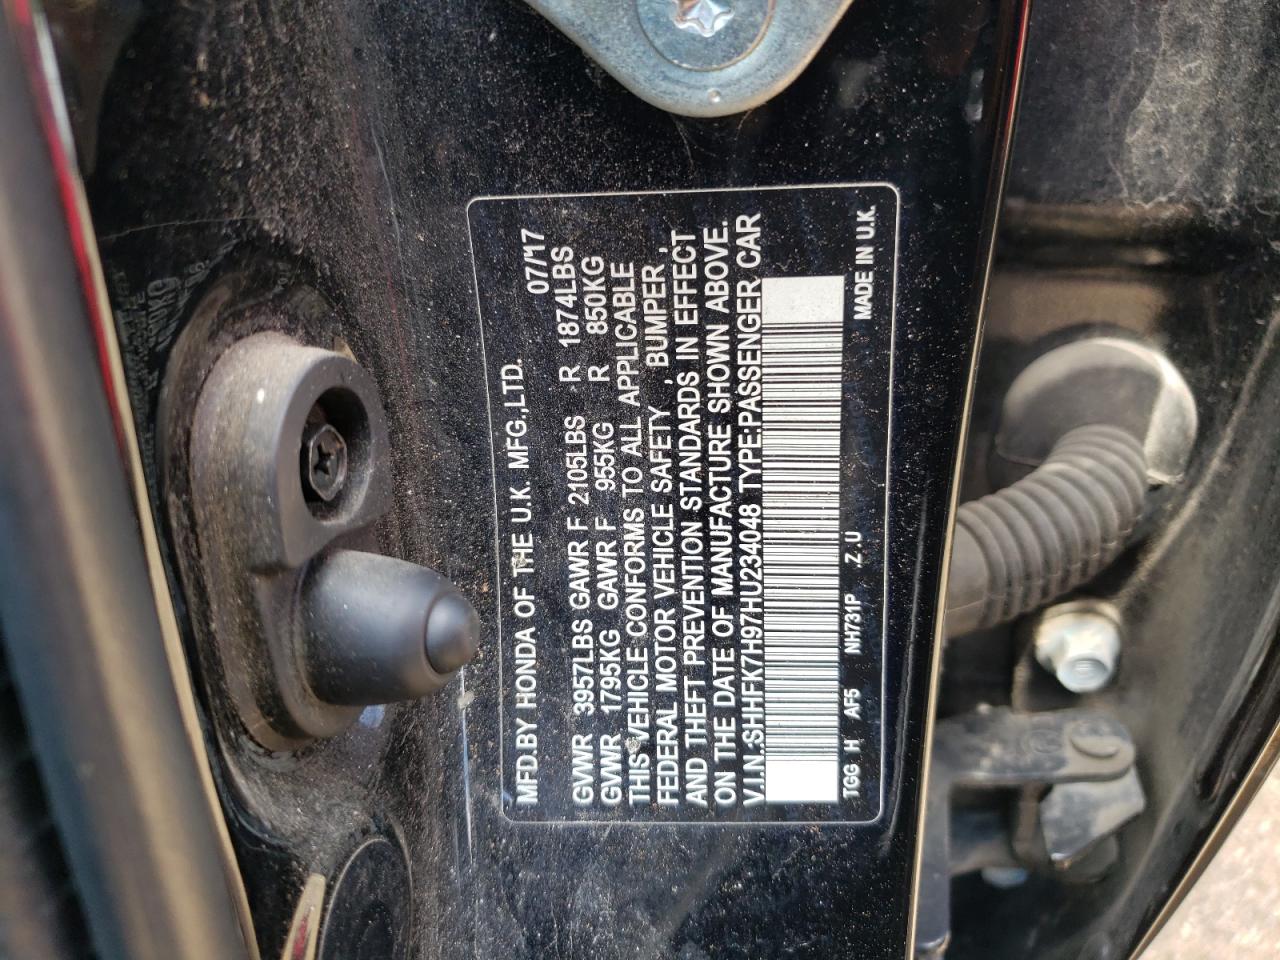 MFD.BY HONDA OF THE U.K. MFG.,LTD. 07/17
GVWR 3957LBS GAWR F 2105LBS R 1874LBS
GVWR 1795KG GAWR F 955KG R 850KG
THIS VEHICLE CONFORMS TO ALL APPLICABLE
FEDERAL MOTOR VEHICLE SAFETY , BUMPER ,
AND THEFT PREVENTION STANDARDS IN EFFECT
ON THE DATE OF MANUFACTURE SHOWN ABOVE.
V.I.N.:SHHFK7H97HU234048 TYPE:PASSENGER CAR
TGG H AF5 NH731P Z.U
MADE IN U.K.